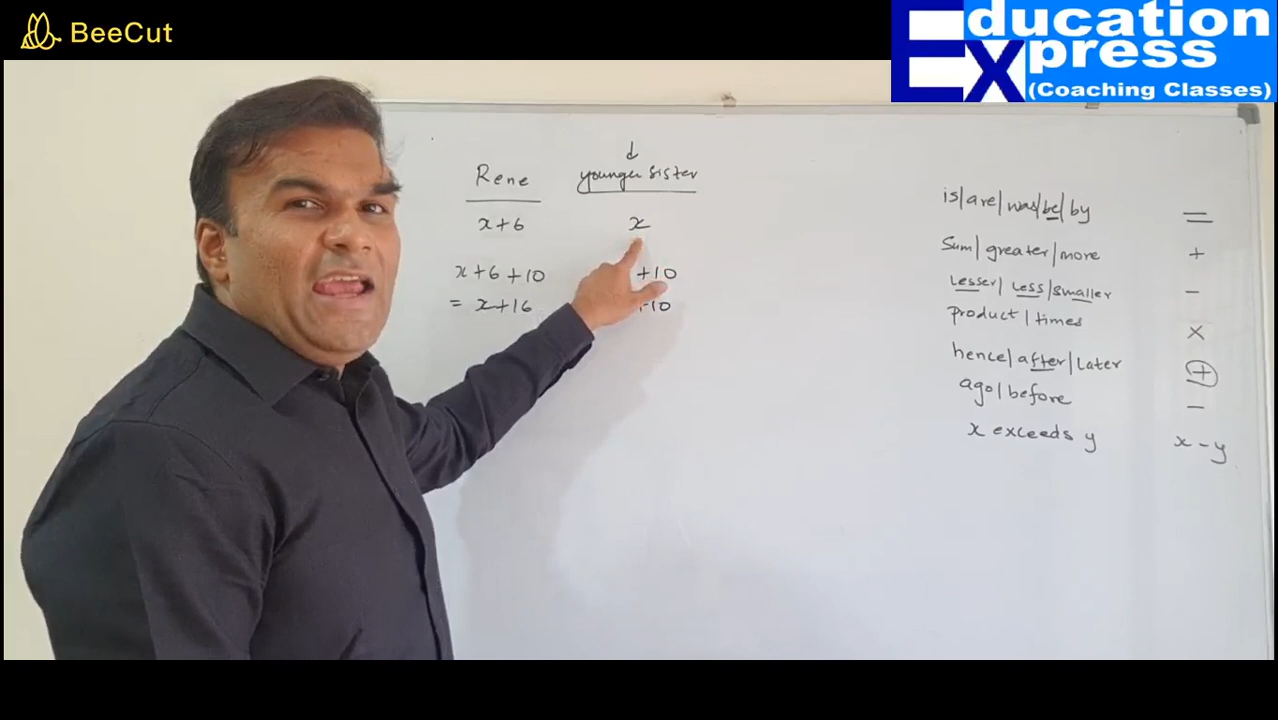 BeeCut
Education
Express
(Coaching Classes)
Rene
younger sister
x+6
x
x+6+10
+10
= x+16
+10
is/are/was/be/by =
Sum/greater/more +
lesser/less/smaller −
product/times ×
hence/after/later +
ago/before −
x exceeds y x-y